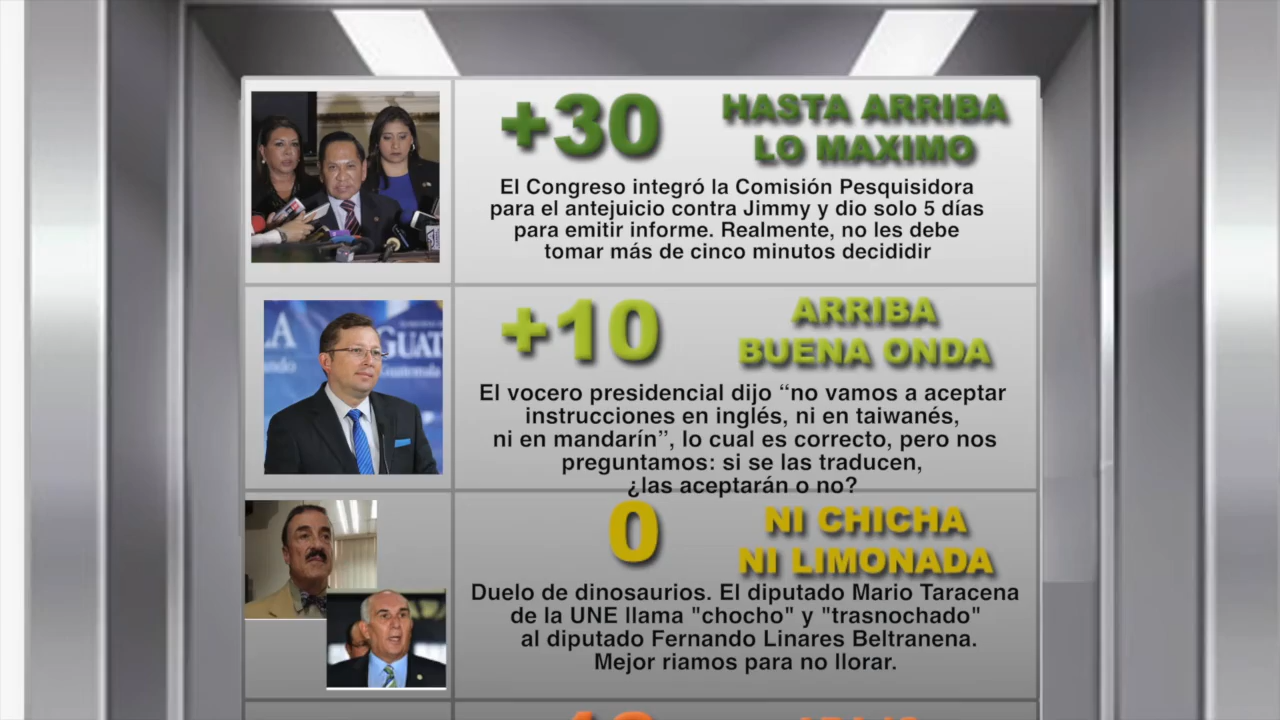 +30
HASTA ARRIBA
LO MAXIMO
El Congreso integró la Comisión Pesquisidora
para el antejuicio contra Jimmy y dio solo 5 días
para emitir informe. Realmente, no les debe
tomar más de cinco minutos decididir
+10
ARRIBA
BUENA ONDA
El vocero presidencial dijo “no vamos a aceptar
instrucciones en inglés, ni en taiwanés,
ni en mandarín”, lo cual es correcto, pero nos
preguntamos: si se las traducen,
¿las aceptarán o no?
0
NI CHICHA
NI LIMONADA
Duelo de dinosaurios. El diputado Mario Taracena
de la UNE llama "chocho" y "trasnochado"
al diputado Fernando Linares Beltranena.
Mejor riamos para no llorar.